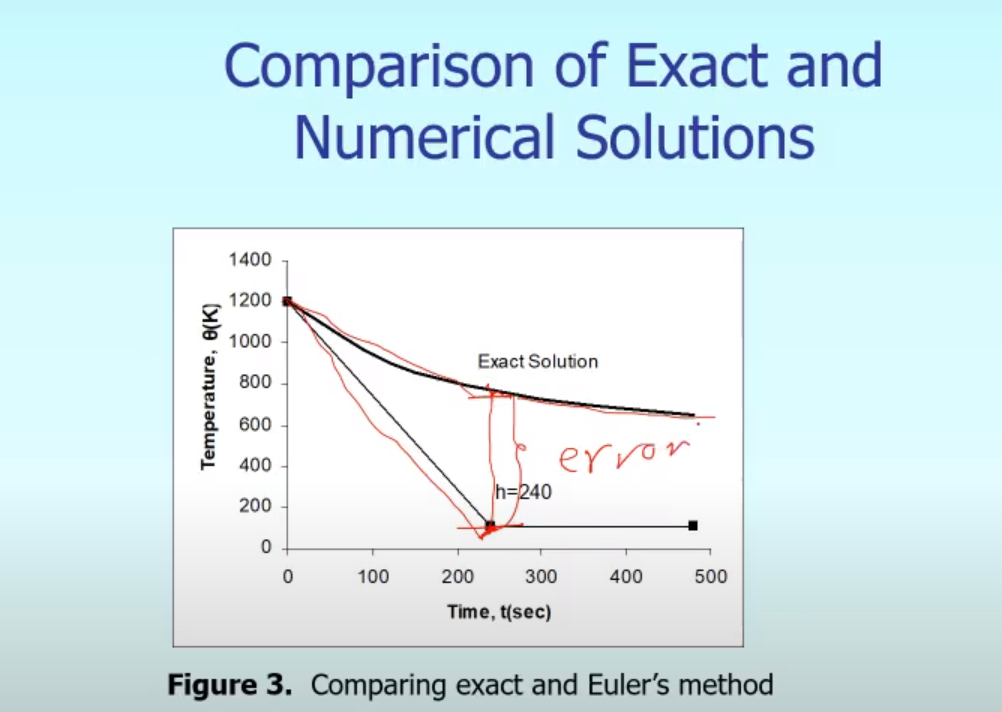 Comparison of Exact and
Numerical Solutions
1400
1200
1000
800
600
400
200
0
Temperature, θ(K)
Exact Solution
error
h=240
0 100 200 300 400 500
Time, t(sec)
Figure 3. Comparing exact and Euler's method